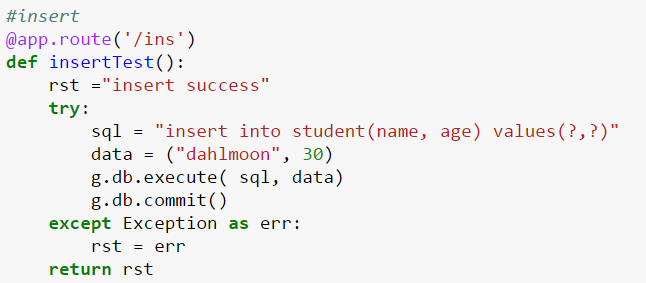 #insert
@app.route('/ins')
def insertTest():
    rst ="insert success"
    try:
        sql = "insert into student(name, age) values(?,?)"
        data = ("dahlmoon", 30)
        g.db.execute( sql, data)
        g.db.commit()
    except Exception as err:
        rst = err
    return rst